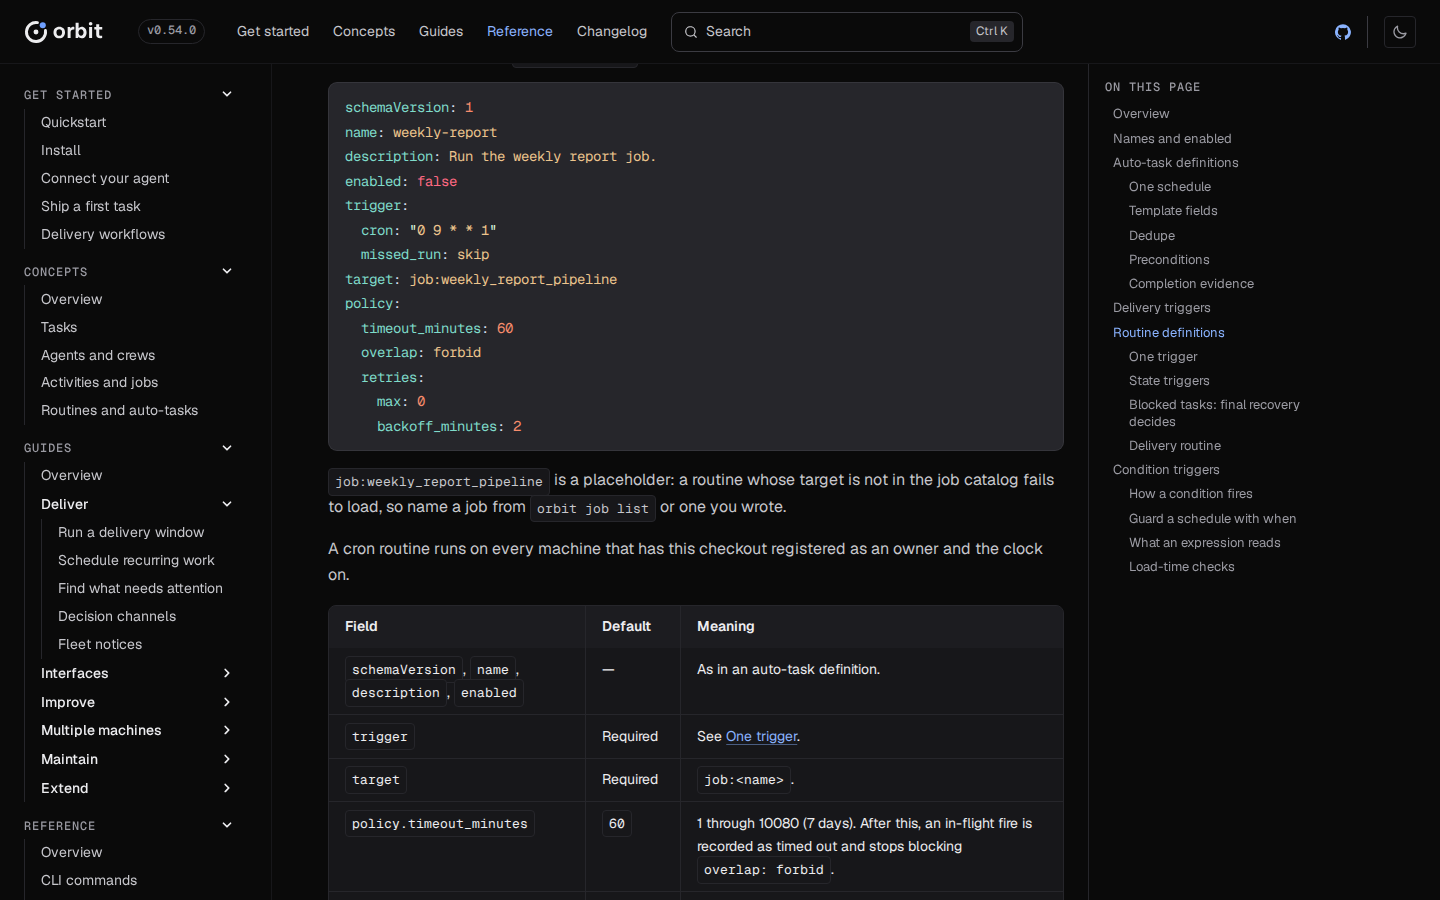 orbit
v0.54.0
Get started
Concepts
Guides
Reference
Changelog
Search
Ctrl K
GET STARTED
Quickstart
Install
Connect your agent
Ship a first task
Delivery workflows
CONCEPTS
Overview
Tasks
Agents and crews
Activities and jobs
Routines and auto-tasks
GUIDES
Overview
Deliver
Run a delivery window
Schedule recurring work
Find what needs attention
Decision channels
Fleet notices
Interfaces
Improve
Multiple machines
Maintain
Extend
REFERENCE
Overview
CLI commands
schemaVersion: 1
name: weekly-report
description: Run the weekly report job.
enabled: false
trigger:
  cron: "0 9 * * 1"
  missed_run: skip
target: job:weekly_report_pipeline
policy:
  timeout_minutes: 60
  overlap: forbid
  retries:
    max: 0
    backoff_minutes: 2
job:weekly_report_pipeline is a placeholder: a routine whose target is not in the job catalog fails
to load, so name a job from orbit job list or one you wrote.
A cron routine runs on every machine that has this checkout registered as an owner and the clock
on.
Field Default Meaning
schemaVersion, name, — As in an auto-task definition.
description, enabled
trigger Required See One trigger.
target Required job:<name>.
policy.timeout_minutes 60 1 through 10080 (7 days). After this, an in-flight fire is
recorded as timed out and stops blocking
overlap: forbid.
ON THIS PAGE
Overview
Names and enabled
Auto-task definitions
One schedule
Template fields
Dedupe
Preconditions
Completion evidence
Delivery triggers
Routine definitions
One trigger
State triggers
Blocked tasks: final recovery
decides
Delivery routine
Condition triggers
How a condition fires
Guard a schedule with when
What an expression reads
Load-time checks